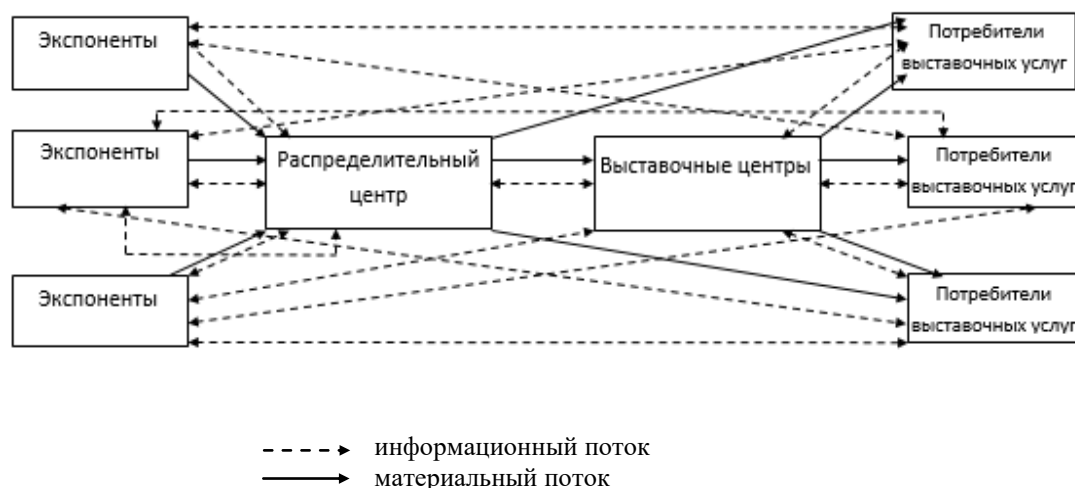 Экспоненты
Потребители
выставочных услуг
Экспоненты
Распределительный
центр
Выставочные центры
Потребители
выставочных услуг
Экспоненты
Потребители
выставочных услуг
информационный поток
материальный поток